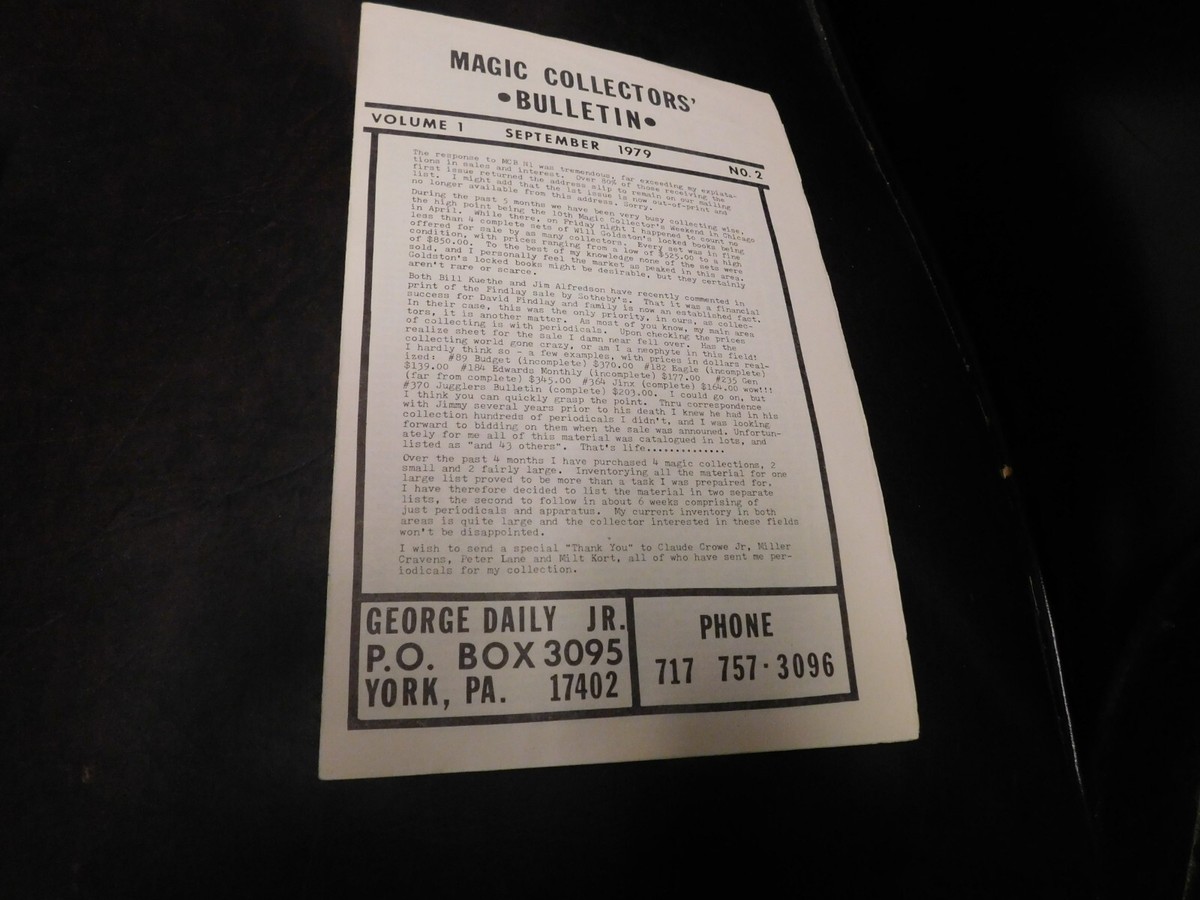 MAGIC COLLECTORS'
•BULLETIN•
VOLUME 1 SEPTEMBER 1979 NO. 2
The response to MCB #1 was tremendous, far exceeding my expecta-
tions in sales and interest. Over 80% of those receiving the
first issue returned the address slip to remain on our mailing
list. I might add that the 1st issue is now out-of-print and
no longer available from this address. Sorry.
During the past 5 months we have been very busy collecting wise,
the high point being the 10th Magic Collector's Weekend in Chicago
in April. While there, on Friday night I happened to count no
less than 4 complete sets of Will Goldston's locked books being
offered for sale by as many collectors. Every set was in fine
condition, with prices ranging from a low of $525.00 to a high
of $850.00. To the best of my knowledge none of the sets were
sold, and I personally feel the market as peaked in this area.
Goldston's locked books might be desirable, but they certainly
aren't rare or scarce.
Both Bill Kuethe and Jim Alfredson have recently commented in
print of the Findlay sale by Sotheby's. That it was a financial
success for David Findlay and family is now an established fact.
In their case, this was the only priority, in ours, as collec-
tors, it is another matter. As most of you know, my main area
of collecting is with periodicals. Upon checking the prices
realize sheet for the sale I damn near fell over. Has the
collecting world gone crazy, or am I a neophyte in this field!
I hardly think so - a few examples, with prices in dollars real-
ized: #89 Budget (incomplete) $370.00 #182 Eagle (incomplete)
$139.00 #184 Edwards Monthly (incomplete) $177.00 #235 Gen
(far from complete) $345.00 #364 Jinx (complete) $164.00 wow!!!
#370 Jugglers Bulletin (complete) $203.00. I could go on, but
I think you can quickly grasp the point. Thru correspondence
with Jimmy several years prior to his death I knew he had in his
collection hundreds of periodicals I didn't, and I was looking
forward to bidding on them when the sale was announed. Unfortun-
ately for me all of this material was catalogued in lots, and
listed as "and 43 others". That's life..............
Over the past 4 months I have purchased 4 magic collections, 2
small and 2 fairly large. Inventorying all the material for one
large list proved to be more than a task I was prepaired for.
I have therefore decided to list the material in two separate
lists, the second to follow in about 6 weeks comprising of
just periodicals and apparatus. My current inventory in both
areas is quite large and the collector interested in these fields
won't be disappointed.
I wish to send a special "Thank You" to Claude Crowe Jr, Miller
Cravens, Peter Lane and Milt Kort, all of who have sent me per-
iodicals for my collection.
GEORGE DAILY JR.
P.O. BOX 3095
YORK, PA. 17402
PHONE
717 757·3096